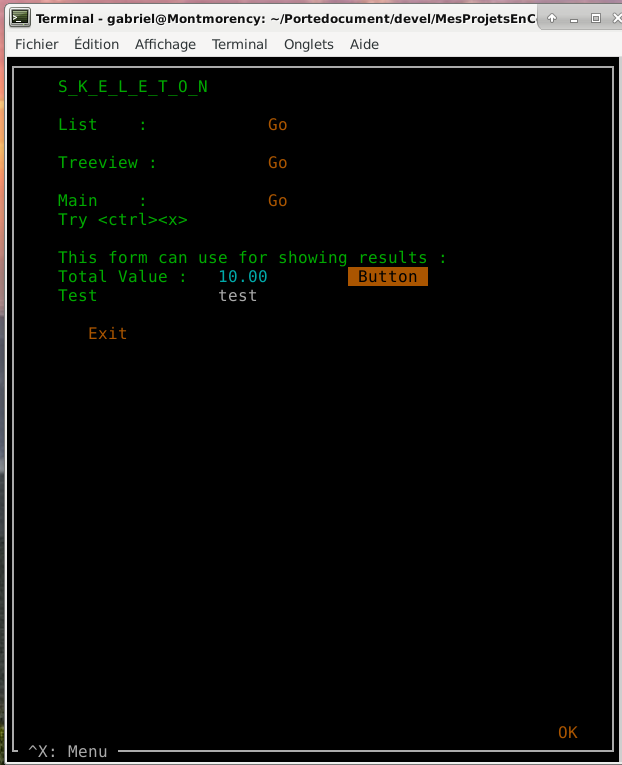 Terminal - gabriel@Montmorency: ~/Portedocument/devel/MesProjetsEnC
Fichier Édition Affichage Terminal Onglets Aide
S_K_E_L_E_T_O_N
List : Go
Treeview : Go
Main : Go
Try <ctrl><x>
This form can use for showing results :
Total Value : 10.00 Button
Test test
Exit
OK
^X: Menu